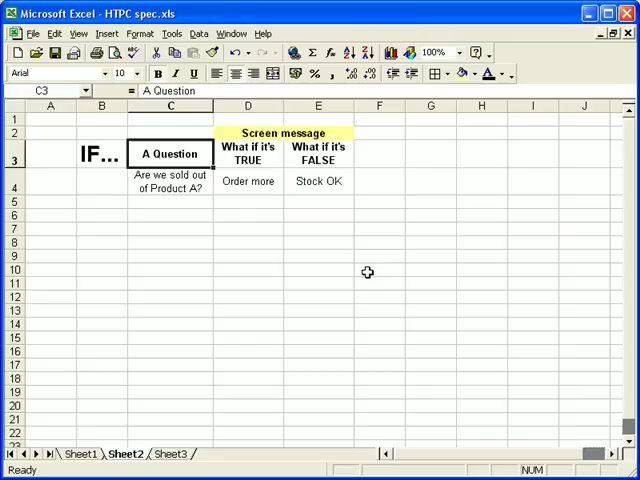 Microsoft Excel - HTPC spec.xls
File Edit View Insert Format Tools Data Window Help
100%
Arial 10 B I U
C3 = A Question
A B C D E F G H I J
1
2 Screen message
3 IF... A Question What if it's TRUE What if it's FALSE
4 Are we sold out of Product A? Order more Stock OK
5
6
7
8
9
10
11
12
13
14
15
16
17
18
19
20
21
22
23
Sheet1 Sheet2 Sheet3
Ready NUM